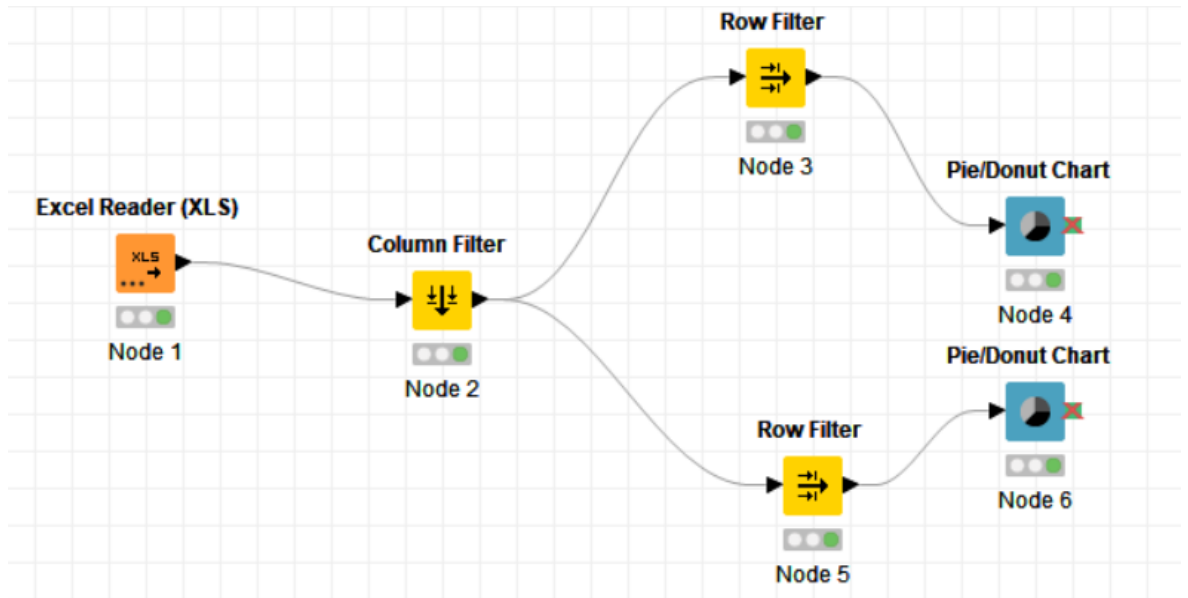 Row Filter
Node 3
Pie/Donut Chart
Node 4
Excel Reader (XLS)
XLS
Node 1
Column Filter
Node 2
Pie/Donut Chart
Node 6
Row Filter
Node 5